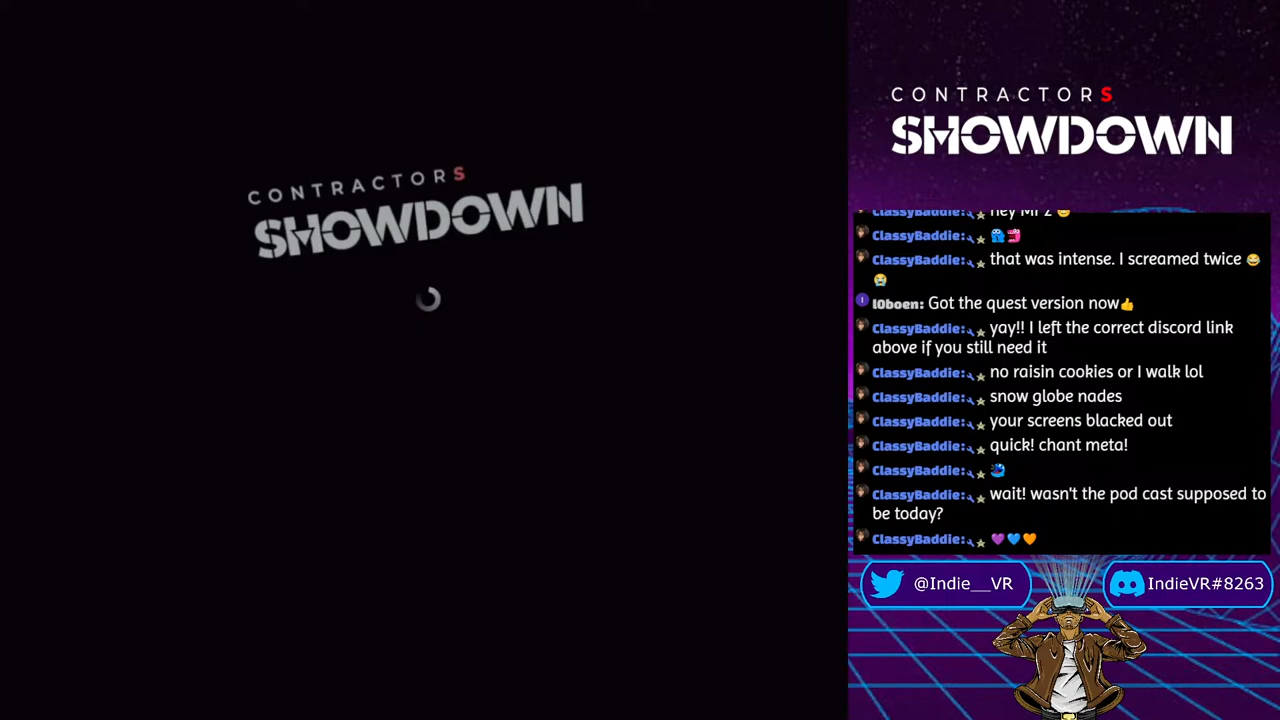 CONTRACTORS
SHOWDOWN
CONTRACTORS
SHOWDOWN
ClassyBaddie: hey Mr Z 😊
ClassyBaddie:
ClassyBaddie: that was intense. I screamed twice 😂
😭
I l0boen: Got the quest version now👍
ClassyBaddie: yay!! I left the correct discord link
above if you still need it
ClassyBaddie: no raisin cookies or I walk lol
ClassyBaddie: snow globe nades
ClassyBaddie: your screens blacked out
ClassyBaddie: quick! chant meta!
ClassyBaddie:
ClassyBaddie: wait! wasn't the pod cast supposed to
be today?
ClassyBaddie: 💜💙🧡
@Indie__VR
IndieVR#8263